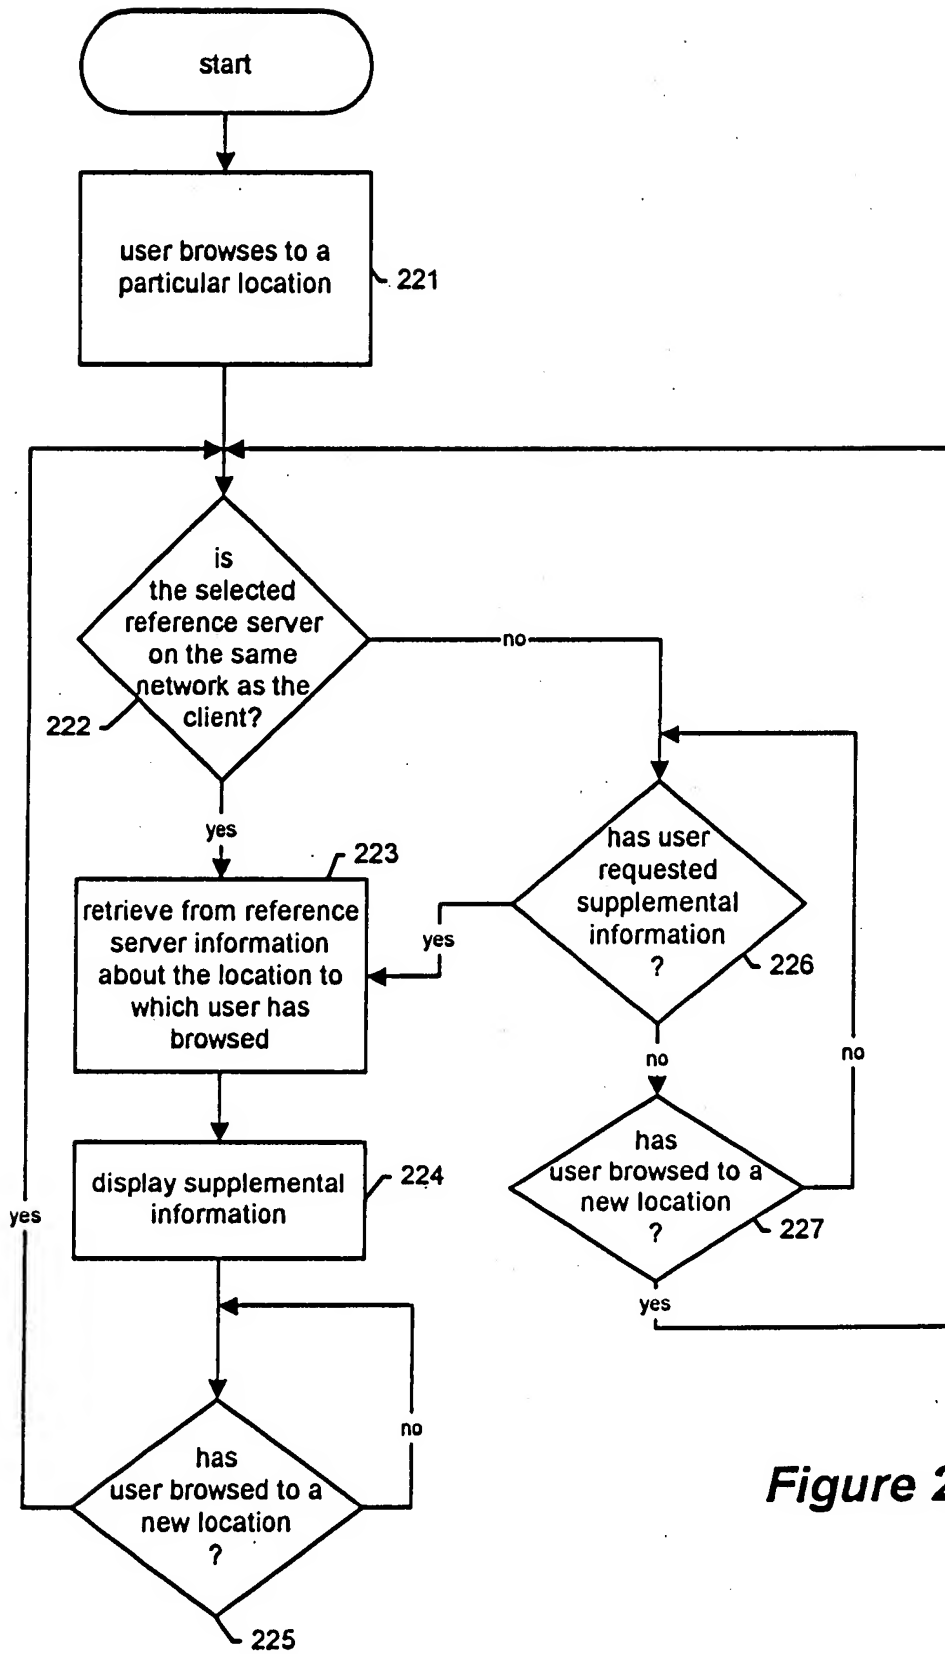 start
user browses to a
particular location
221
is
the selected
reference server
on the same
network as the
client?
222
no
yes
223
retrieve from reference
server information
about the location to
which user has
browsed
yes
has user
requested
supplemental
information
?
226
no
no
display supplemental
information
224
has
user browsed to a
new location
?
227
yes
yes
no
has
user browsed to a
new location
?
225
Figure 2